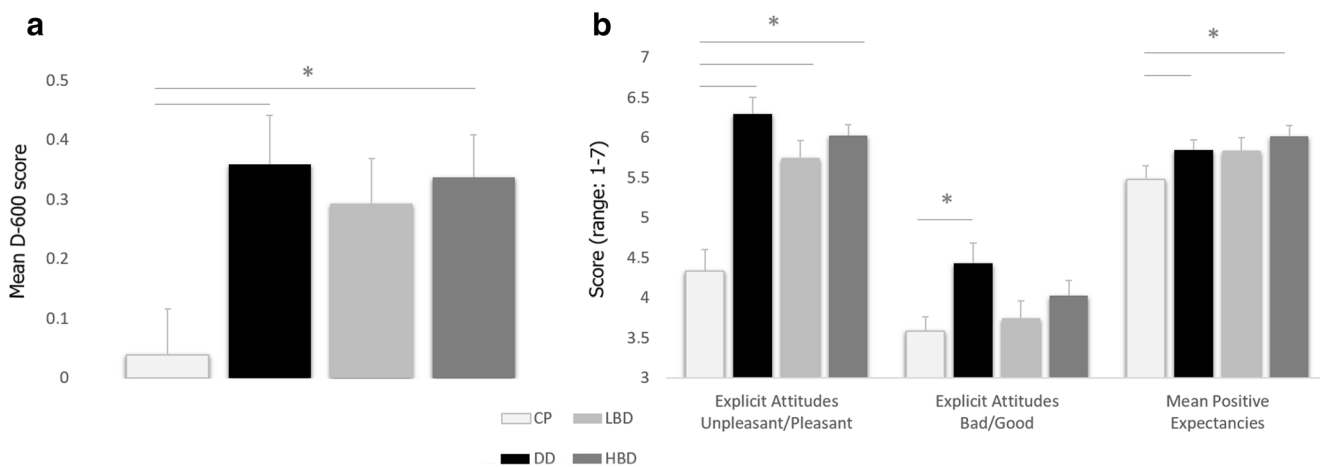 a
*
0.5
0.4
0.3
0.2
0.1
0
Mean D-600 score
CP
LBD
DD
HBD
b
*
*
*
7
6.5
6
5.5
5
4.5
4
3.5
3
Score (range: 1-7)
Explicit Attitudes
Unpleasant/Pleasant
Explicit Attitudes
Bad/Good
Mean Positive
Expectancies